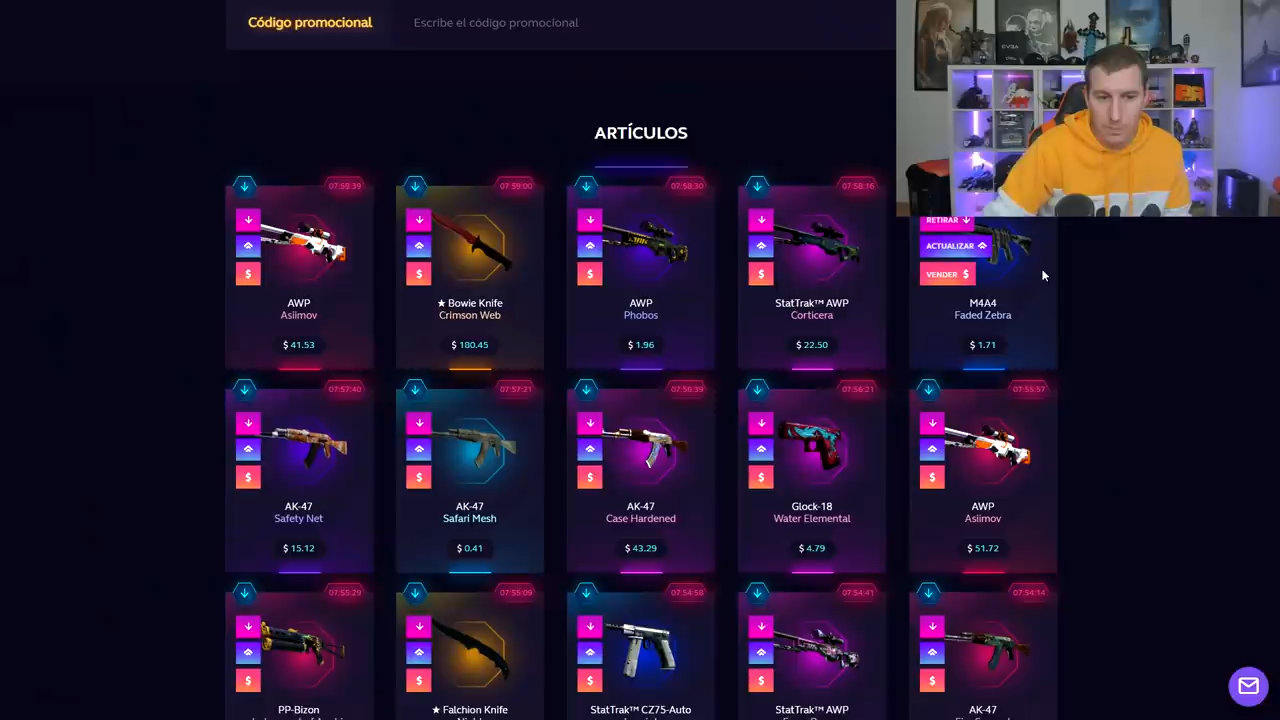 Código promocional
Escribe el código promocional
ARTÍCULOS
07:59:39
07:59:00
07:58:30
07:58:16
RETIRAR
ACTUALIZAR
VENDER $
$
$
$
$
AWP
Asiimov
$ 41.53
★ Bowie Knife
Crimson Web
$ 180.45
AWP
Phobos
$ 1.96
StatTrak™ AWP
Corticera
$ 22.50
M4A4
Faded Zebra
$ 1.71
07:57:40
07:57:21
07:56:39
07:56:21
07:55:57
$
$
$
$
$
AK-47
Safety Net
$ 15.12
AK-47
Safari Mesh
$ 0.41
AK-47
Case Hardened
$ 43.29
Glock-18
Water Elemental
$ 4.79
AWP
Asiimov
$ 51.72
07:55:29
07:55:09
07:54:58
07:54:41
07:54:14
$
$
$
$
$
PP-Bizon
★ Falchion Knife
StatTrak™ CZ75-Auto
StatTrak™ AWP
AK-47